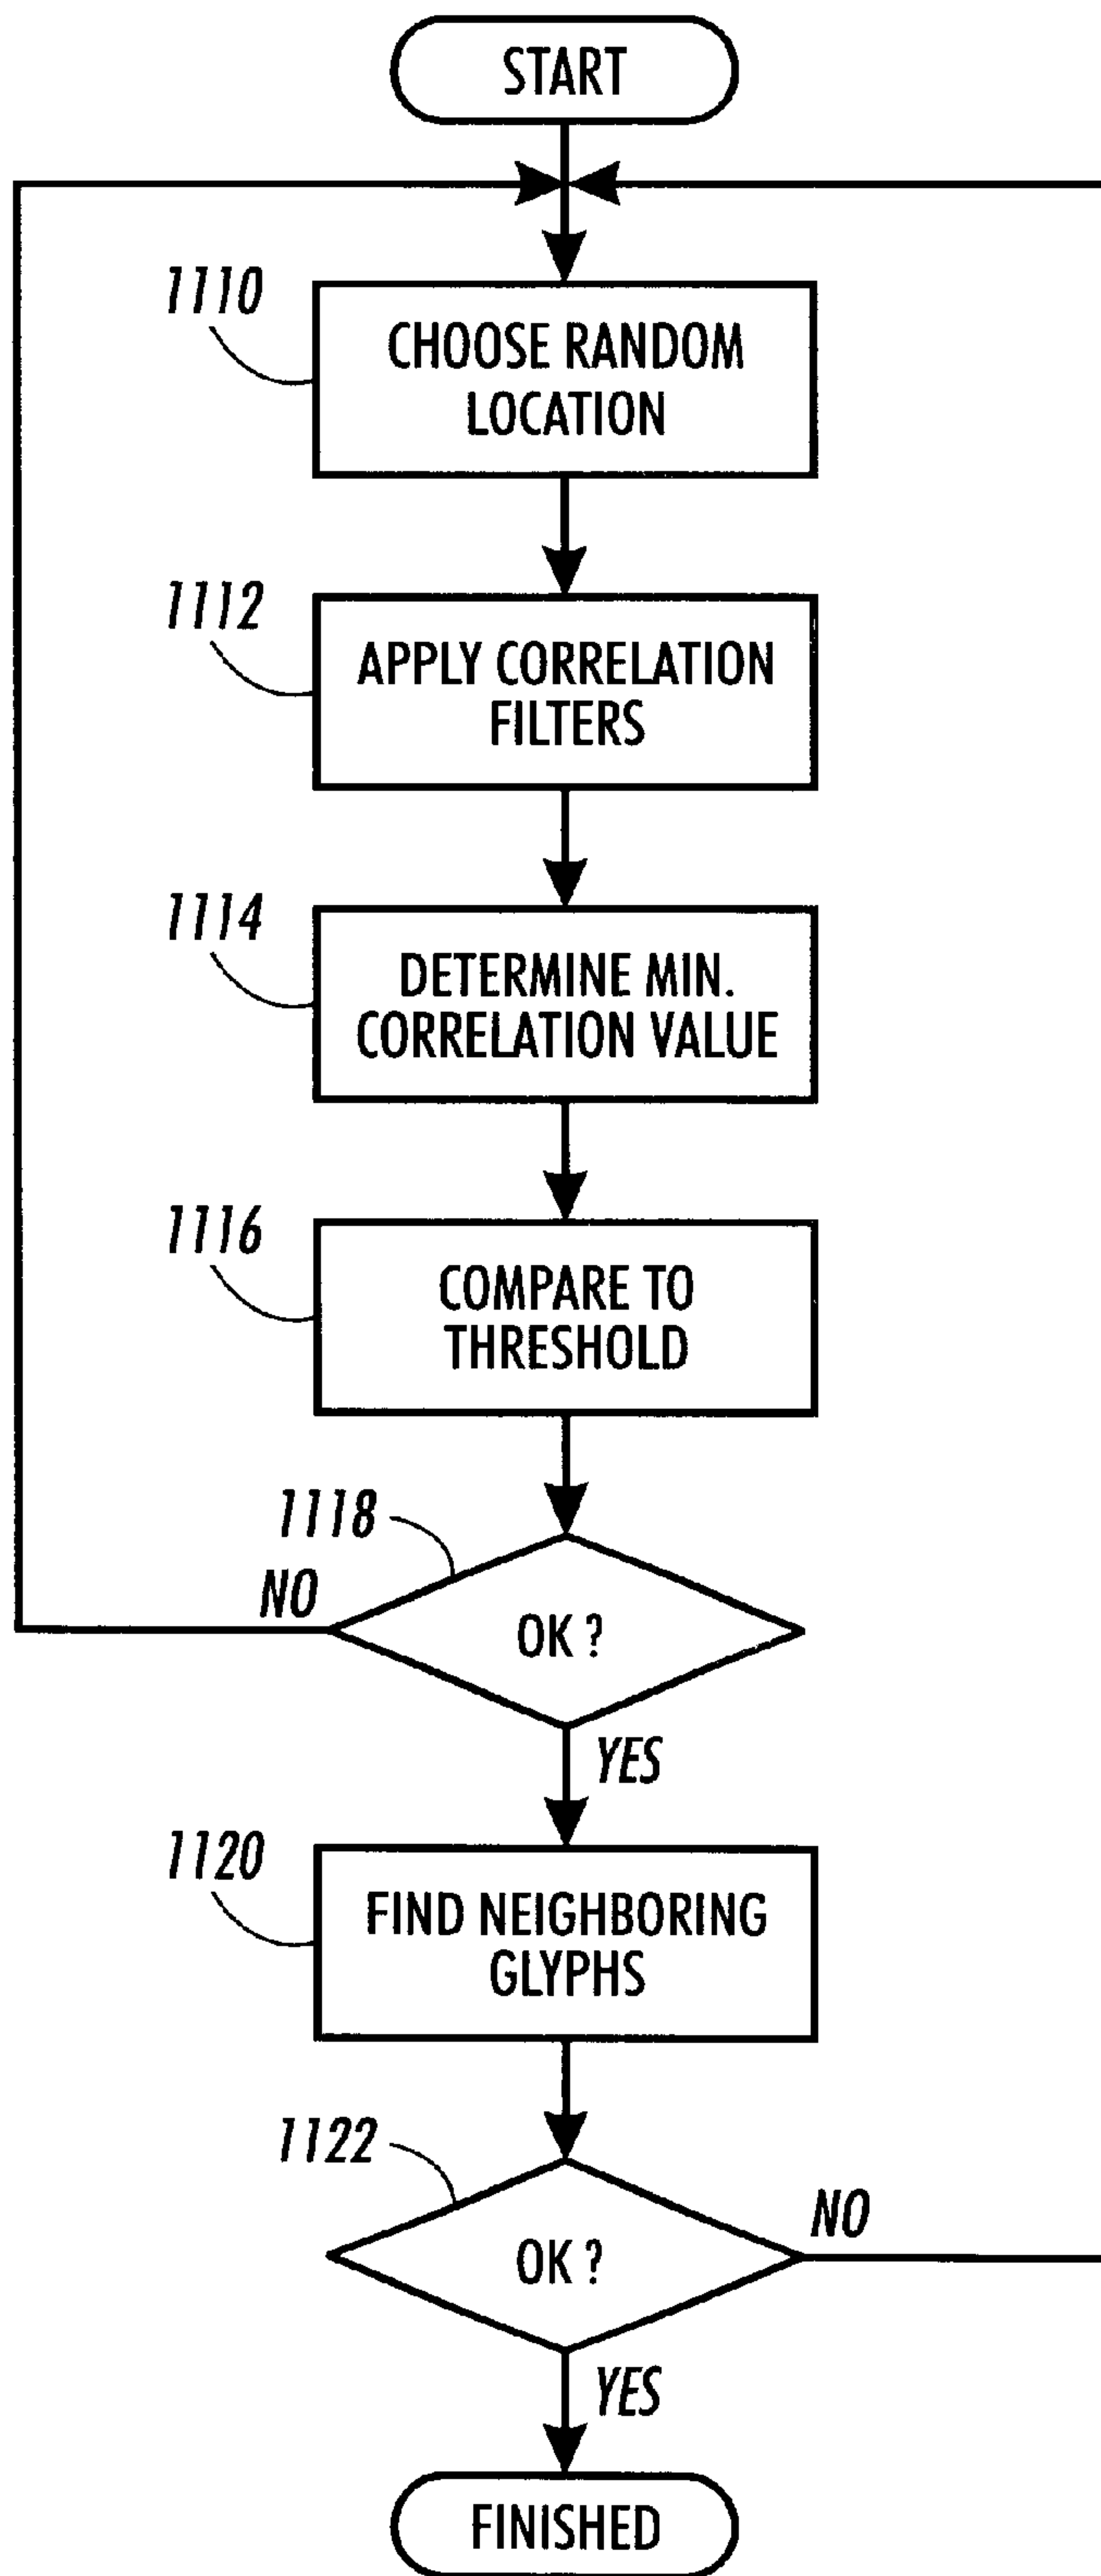 START
1110
CHOOSE RANDOM
LOCATION
1112
APPLY CORRELATION
FILTERS
1114
DETERMINE MIN.
CORRELATION VALUE
1116
COMPARE TO
THRESHOLD
1118
NO
OK ?
YES
1120
FIND NEIGHBORING
GLYPHS
1122
NO
OK ?
YES
FINISHED